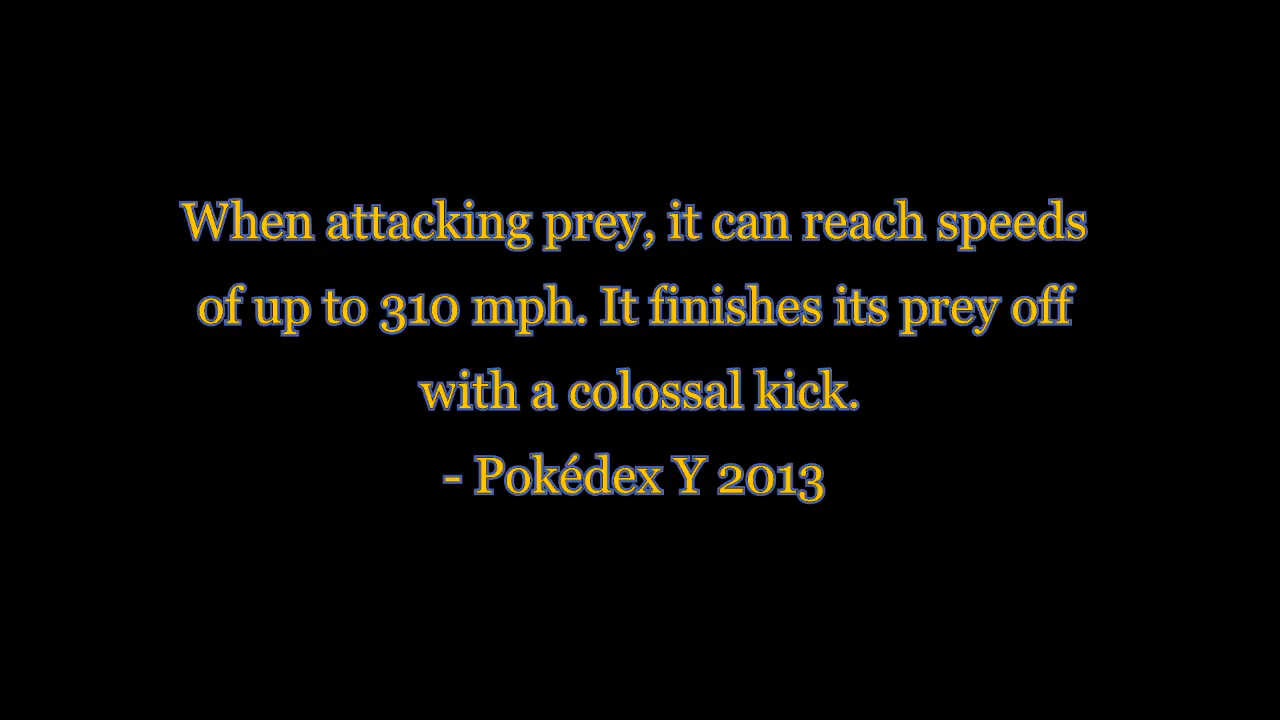 When attacking prey, it can reach speeds
of up to 310 mph. It finishes its prey off
with a colossal kick.
- Pokédex Y 2013